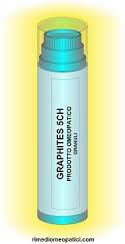 GRAPHITES 5CH
PRODOTTO OMEOPATICO
GRANULI
rimediomeopatici.com